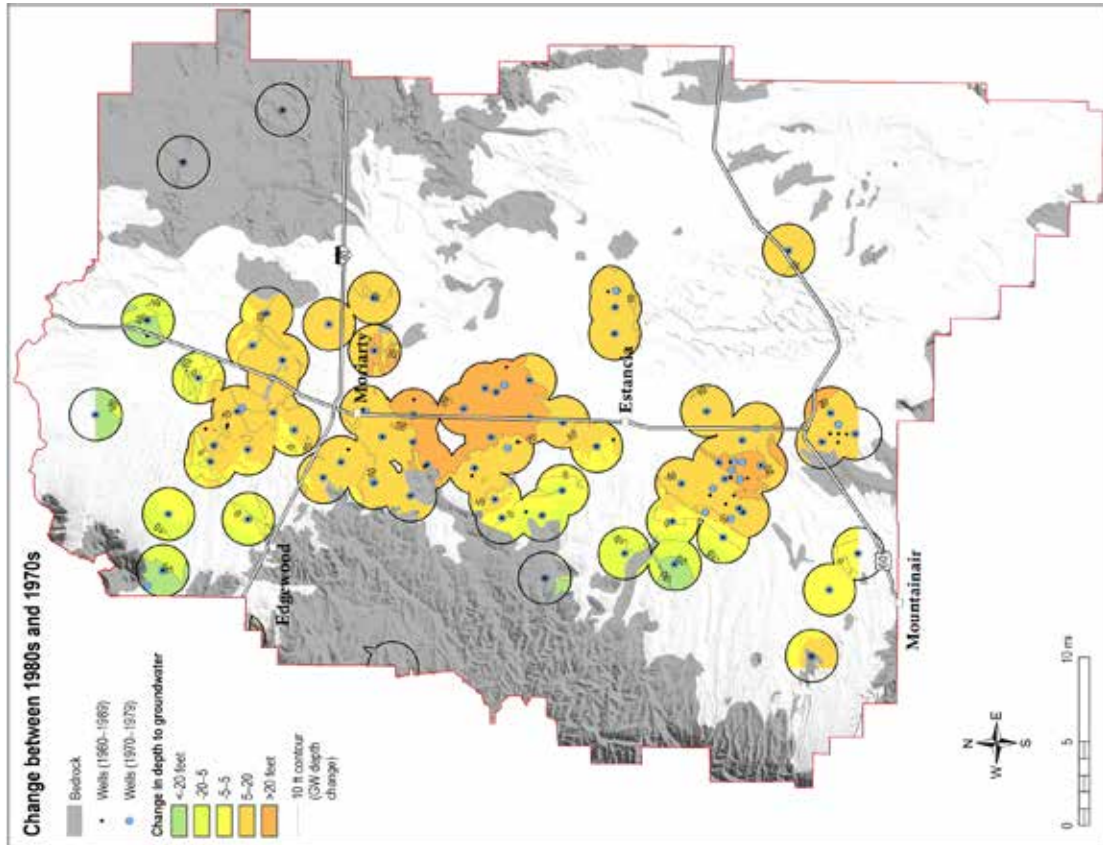 Change between 1980s and 1970s
Bedrock
Wells (1980–1989)
Wells (1970–1979)
Change in depth to groundwater
<-20 feet
-20–5
-5–5
5–20
>20 feet
10 ft contour
(GW depth
change)
Edgewood
Moriarty
Estancia
Mountainair
60
N
W E
S
0 5 10 mi